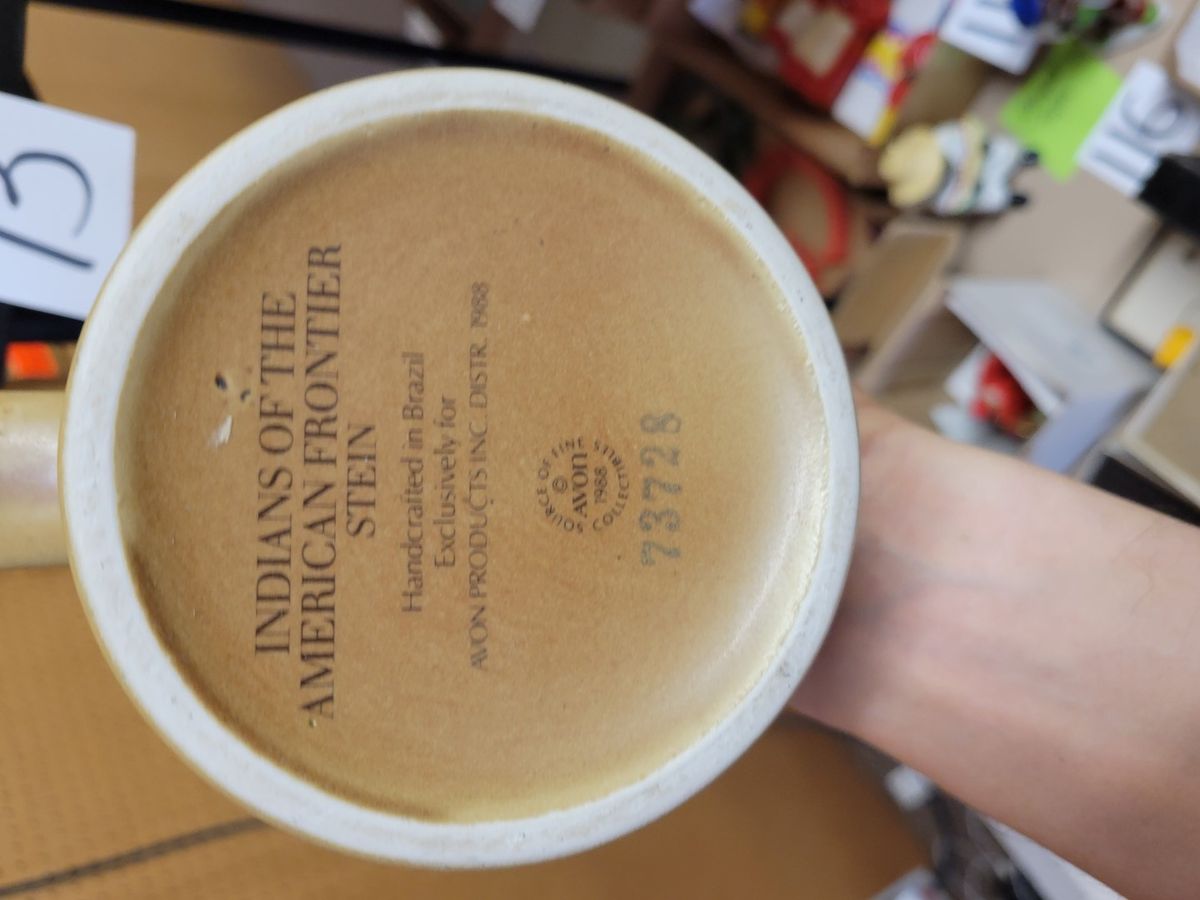 INDIANS OF THE
AMERICAN FRONTIER
STEIN
Handcrafted in Brazil
Exclusively for
AVON PRODUCTS INC. DISTR. 1988
SOURCE OF FINE
©
AVON
1988
COLLECTIBLES
73728
13
116